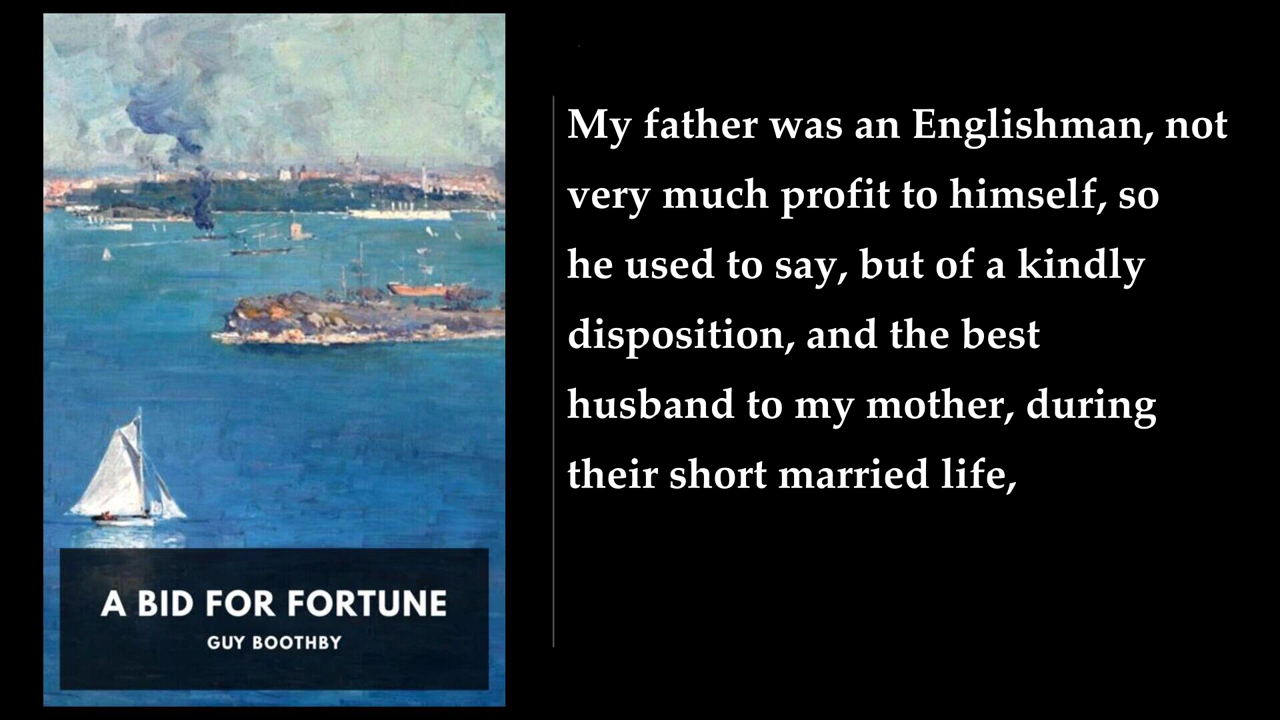 A BID FOR FORTUNE
GUY BOOTHBY
My father was an Englishman, not
very much profit to himself, so
he used to say, but of a kindly
disposition, and the best
husband to my mother, during
their short married life,